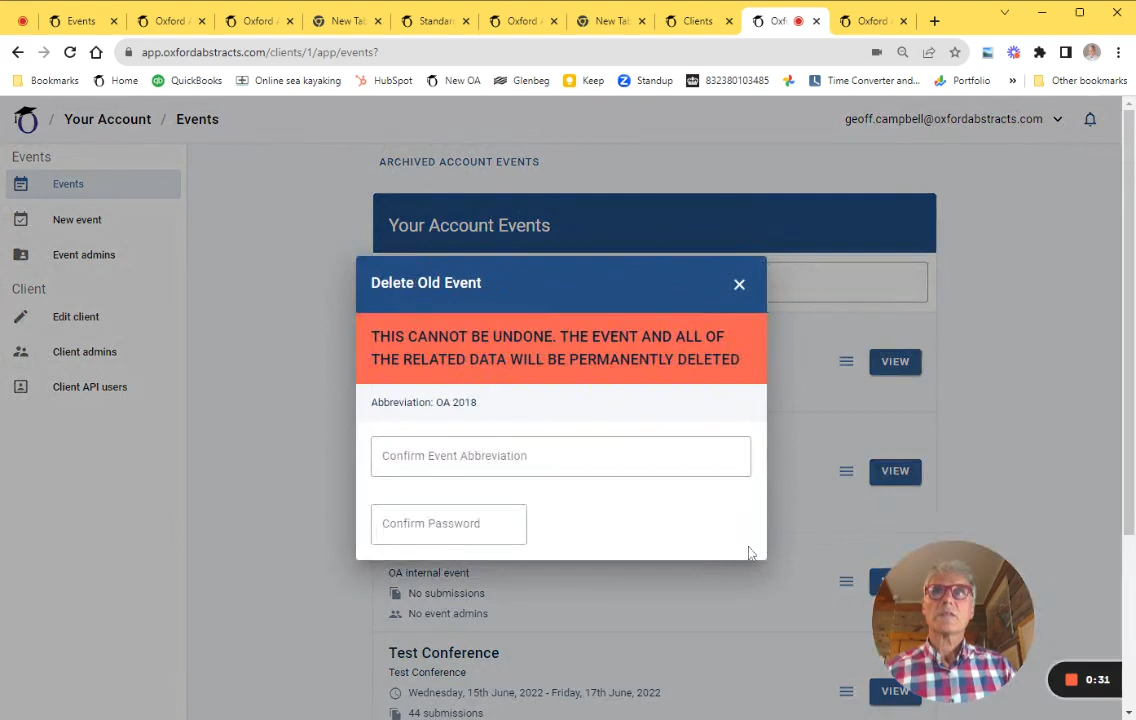 Events
Oxford A
Oxford A
New Tab
Standar
Oxford A
New Tab
Clients
Oxf
Oxford A
app.oxfordabstracts.com/clients/1/app/events?
Bookmarks
Home
QuickBooks
Online sea kayaking
HubSpot
New OA
Glenbeg
Keep
Standup
832380103485
Time Converter and...
Portfolio
»
Other bookmarks
/ Your Account / Events
geoff.campbell@oxfordabstracts.com
Events
Events
New event
Event admins
Client
Edit client
Client admins
Client API users
ARCHIVED ACCOUNT EVENTS
Your Account Events
Delete Old Event
THIS CANNOT BE UNDONE. THE EVENT AND ALL OF
THE RELATED DATA WILL BE PERMANENTLY DELETED
Abbreviation: OA 2018
Confirm Event Abbreviation
Confirm Password
VIEW
VIEW
OA internal event
No submissions
No event admins
Test Conference
Test Conference
Wednesday, 15th June, 2022 - Friday, 17th June, 2022
44 submissions
VIEW
0:31